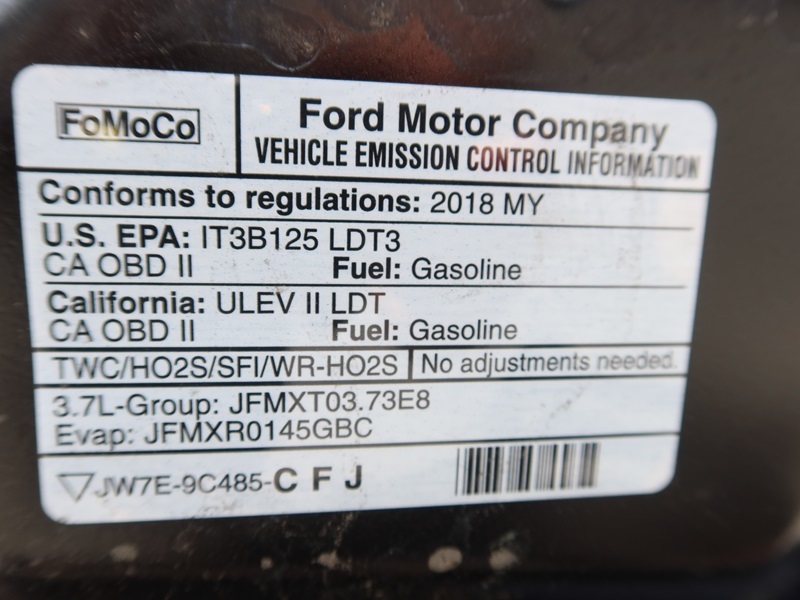 FoMoCo
Ford Motor Company
VEHICLE EMISSION CONTROL INFORMATION
Conforms to regulations: 2018 MY
U.S. EPA: IT3B125 LDT3
CA OBD II Fuel: Gasoline
California: ULEV II LDT
CA OBD II Fuel: Gasoline
TWC/HO2S/SFI/WR-HO2S No adjustments needed.
3.7L-Group: JFMXT03.73E8
Evap: JFMXR0145GBC
JW7E-9C485-C F J